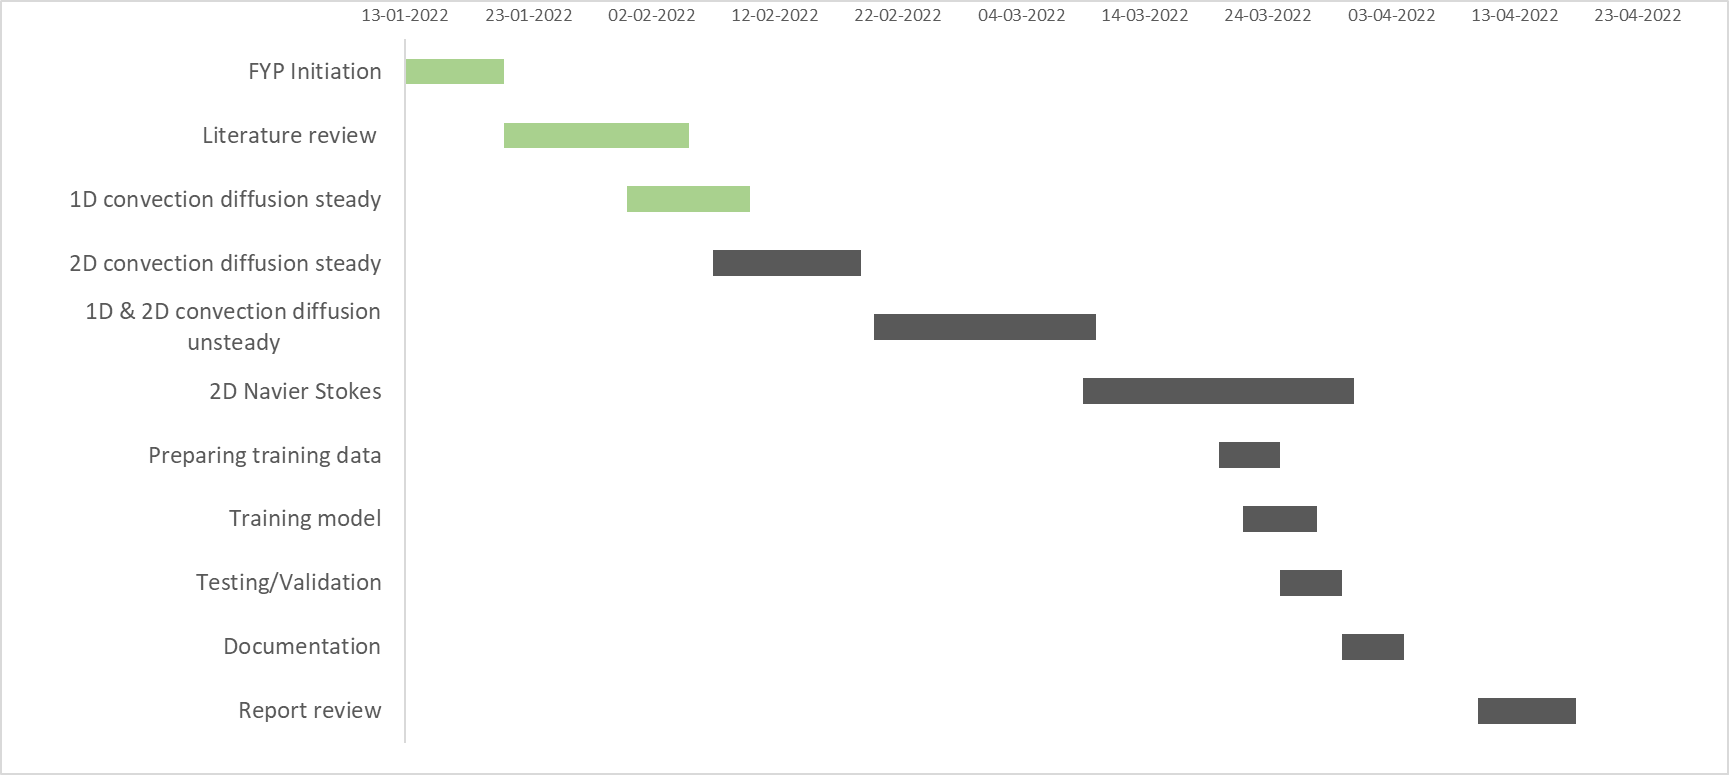 13-01-2022 23-01-2022 02-02-2022 12-02-2022 22-02-2022 04-03-2022 14-03-2022 24-03-2022 03-04-2022 13-04-2022 23-04-2022
FYP Initiation
Literature review
1D convection diffusion steady
2D convection diffusion steady
1D & 2D convection diffusion
unsteady
2D Navier Stokes
Preparing training data
Training model
Testing/Validation
Documentation
Report review